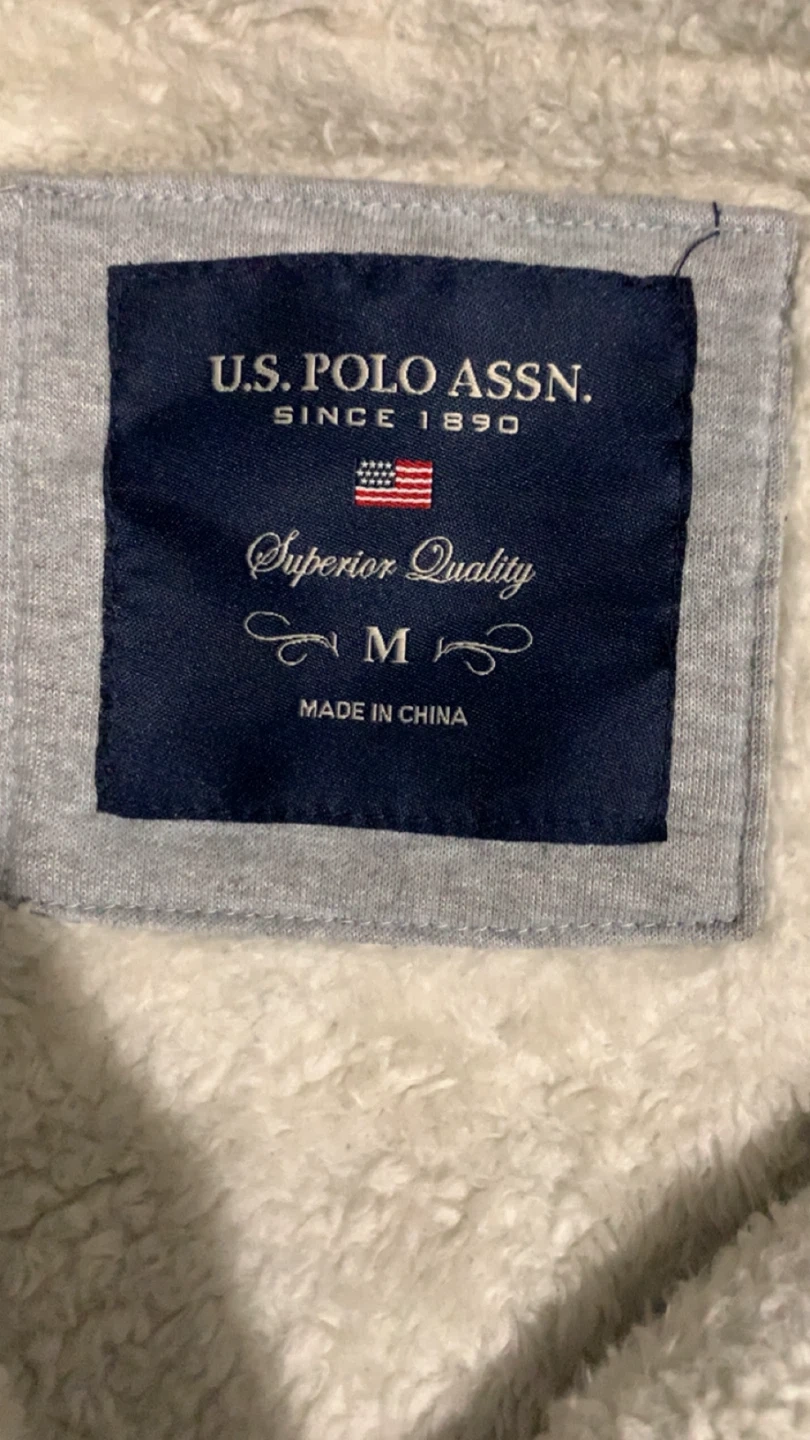 U.S. POLO ASSN.
SINCE 1890
Superior Quality
M
MADE IN CHINA